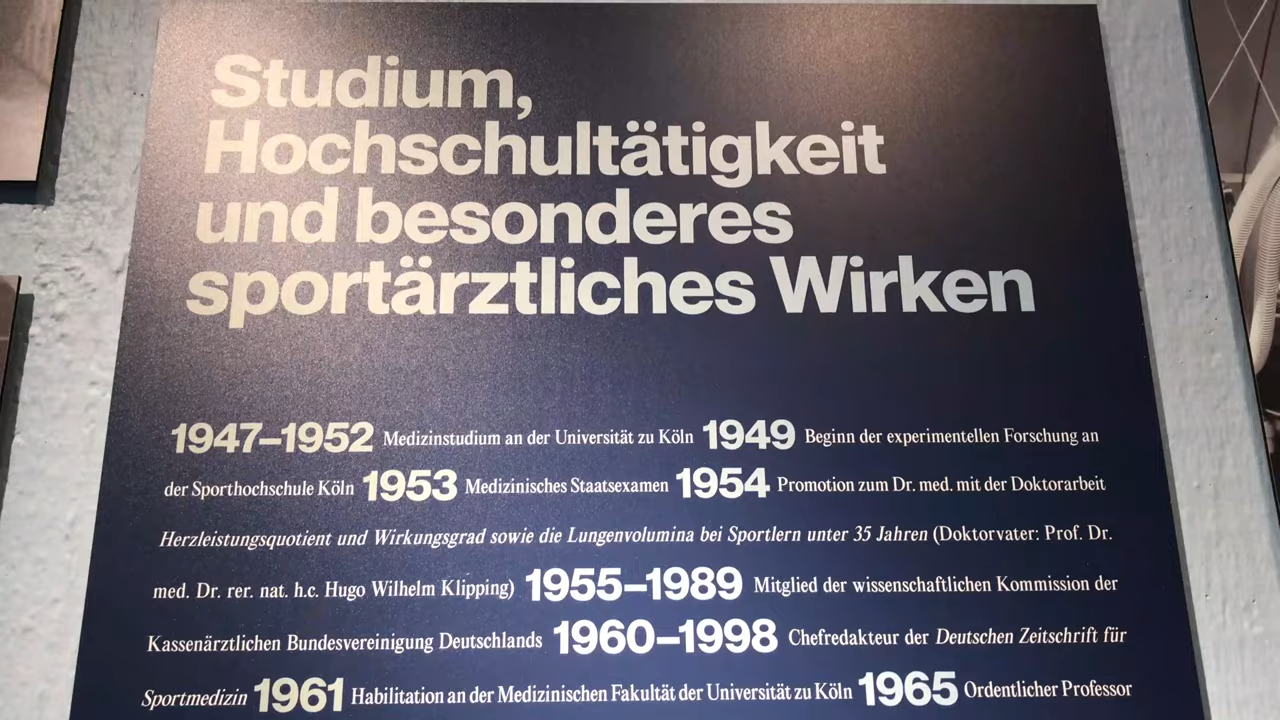 Studium,
Hochschultätigkeit
und besonderes
sportärztliches Wirken
1947–1952 Medizinstudium an der Universität zu Köln 1949 Beginn der experimentellen Forschung an
der Sporthochschule Köln 1953 Medizinisches Staatsexamen 1954 Promotion zum Dr. med. mit der Doktorarbeit
Herzleistungsquotient und Wirkungsgrad sowie die Lungenvolumina bei Sportlern unter 35 Jahren (Doktorvater: Prof. Dr.
med. Dr. rer. nat. h.c. Hugo Wilhelm Klipping) 1955–1989 Mitglied der wissenschaftlichen Kommission der
Kassenärztlichen Bundesvereinigung Deutschlands 1960–1998 Chefredakteur der Deutschen Zeitschrift für
Sportmedizin 1961 Habilitation an der Medizinischen Fakultät der Universität zu Köln 1965 Ordentlicher Professor